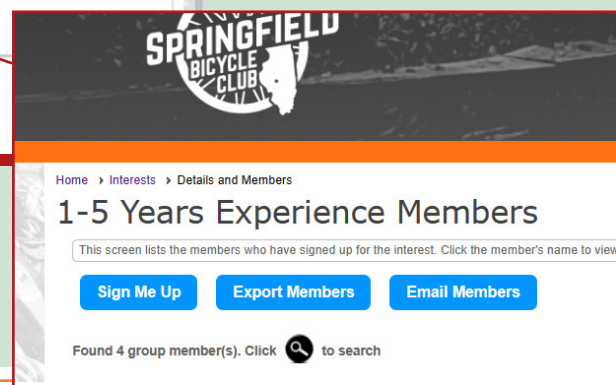 SPRINGFIELD
BICYCLE
CLUB
Home › Interests › Details and Members
1-5 Years Experience Members
This screen lists the members who have signed up for the interest. Click the member's name to view
Sign Me Up Export Members Email Members
Found 4 group member(s). Click to search